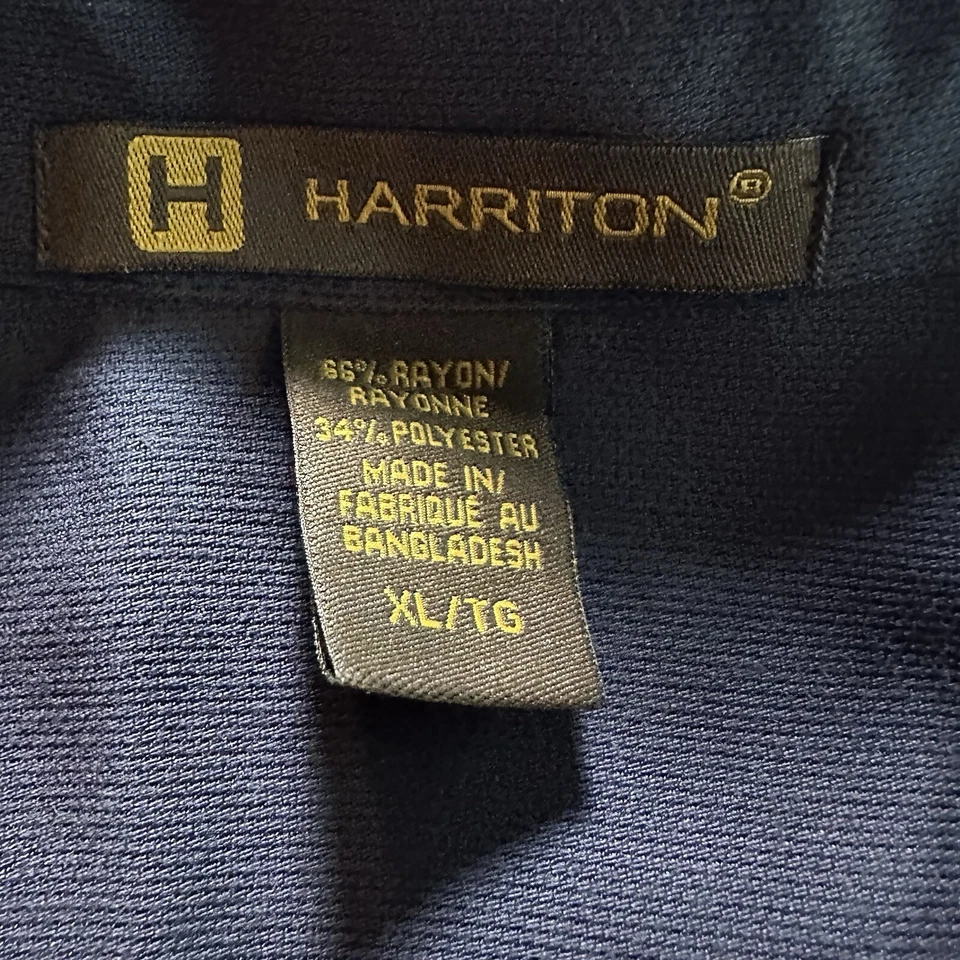 H HARRITON®
66% RAYON/
RAYONNE
34% POLYESTER
MADE IN/
FABRIQUÉ AU
BANGLADESH
XL/TG